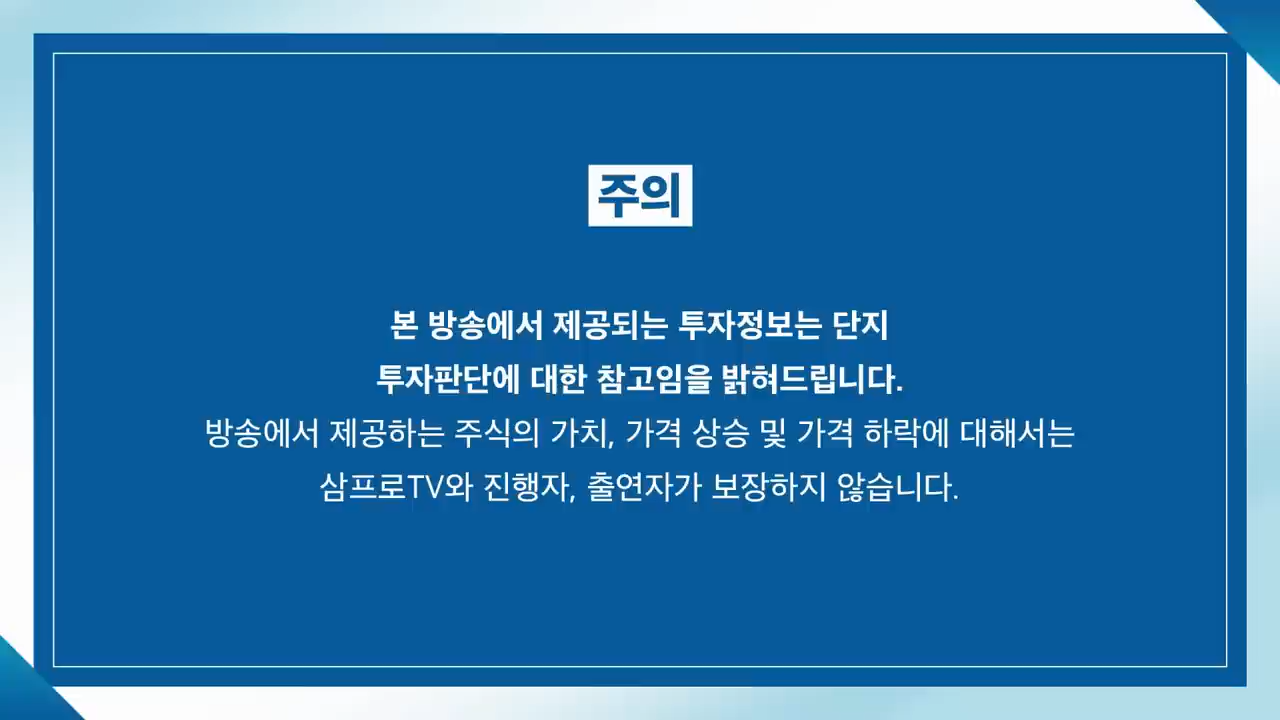 주의
본 방송에서 제공되는 투자정보는 단지
투자판단에 대한 참고임을 밝혀드립니다.
방송에서 제공하는 주식의 가치, 가격 상승 및 가격 하락에 대해서는
삼프로TV와 진행자, 출연자가 보장하지 않습니다.